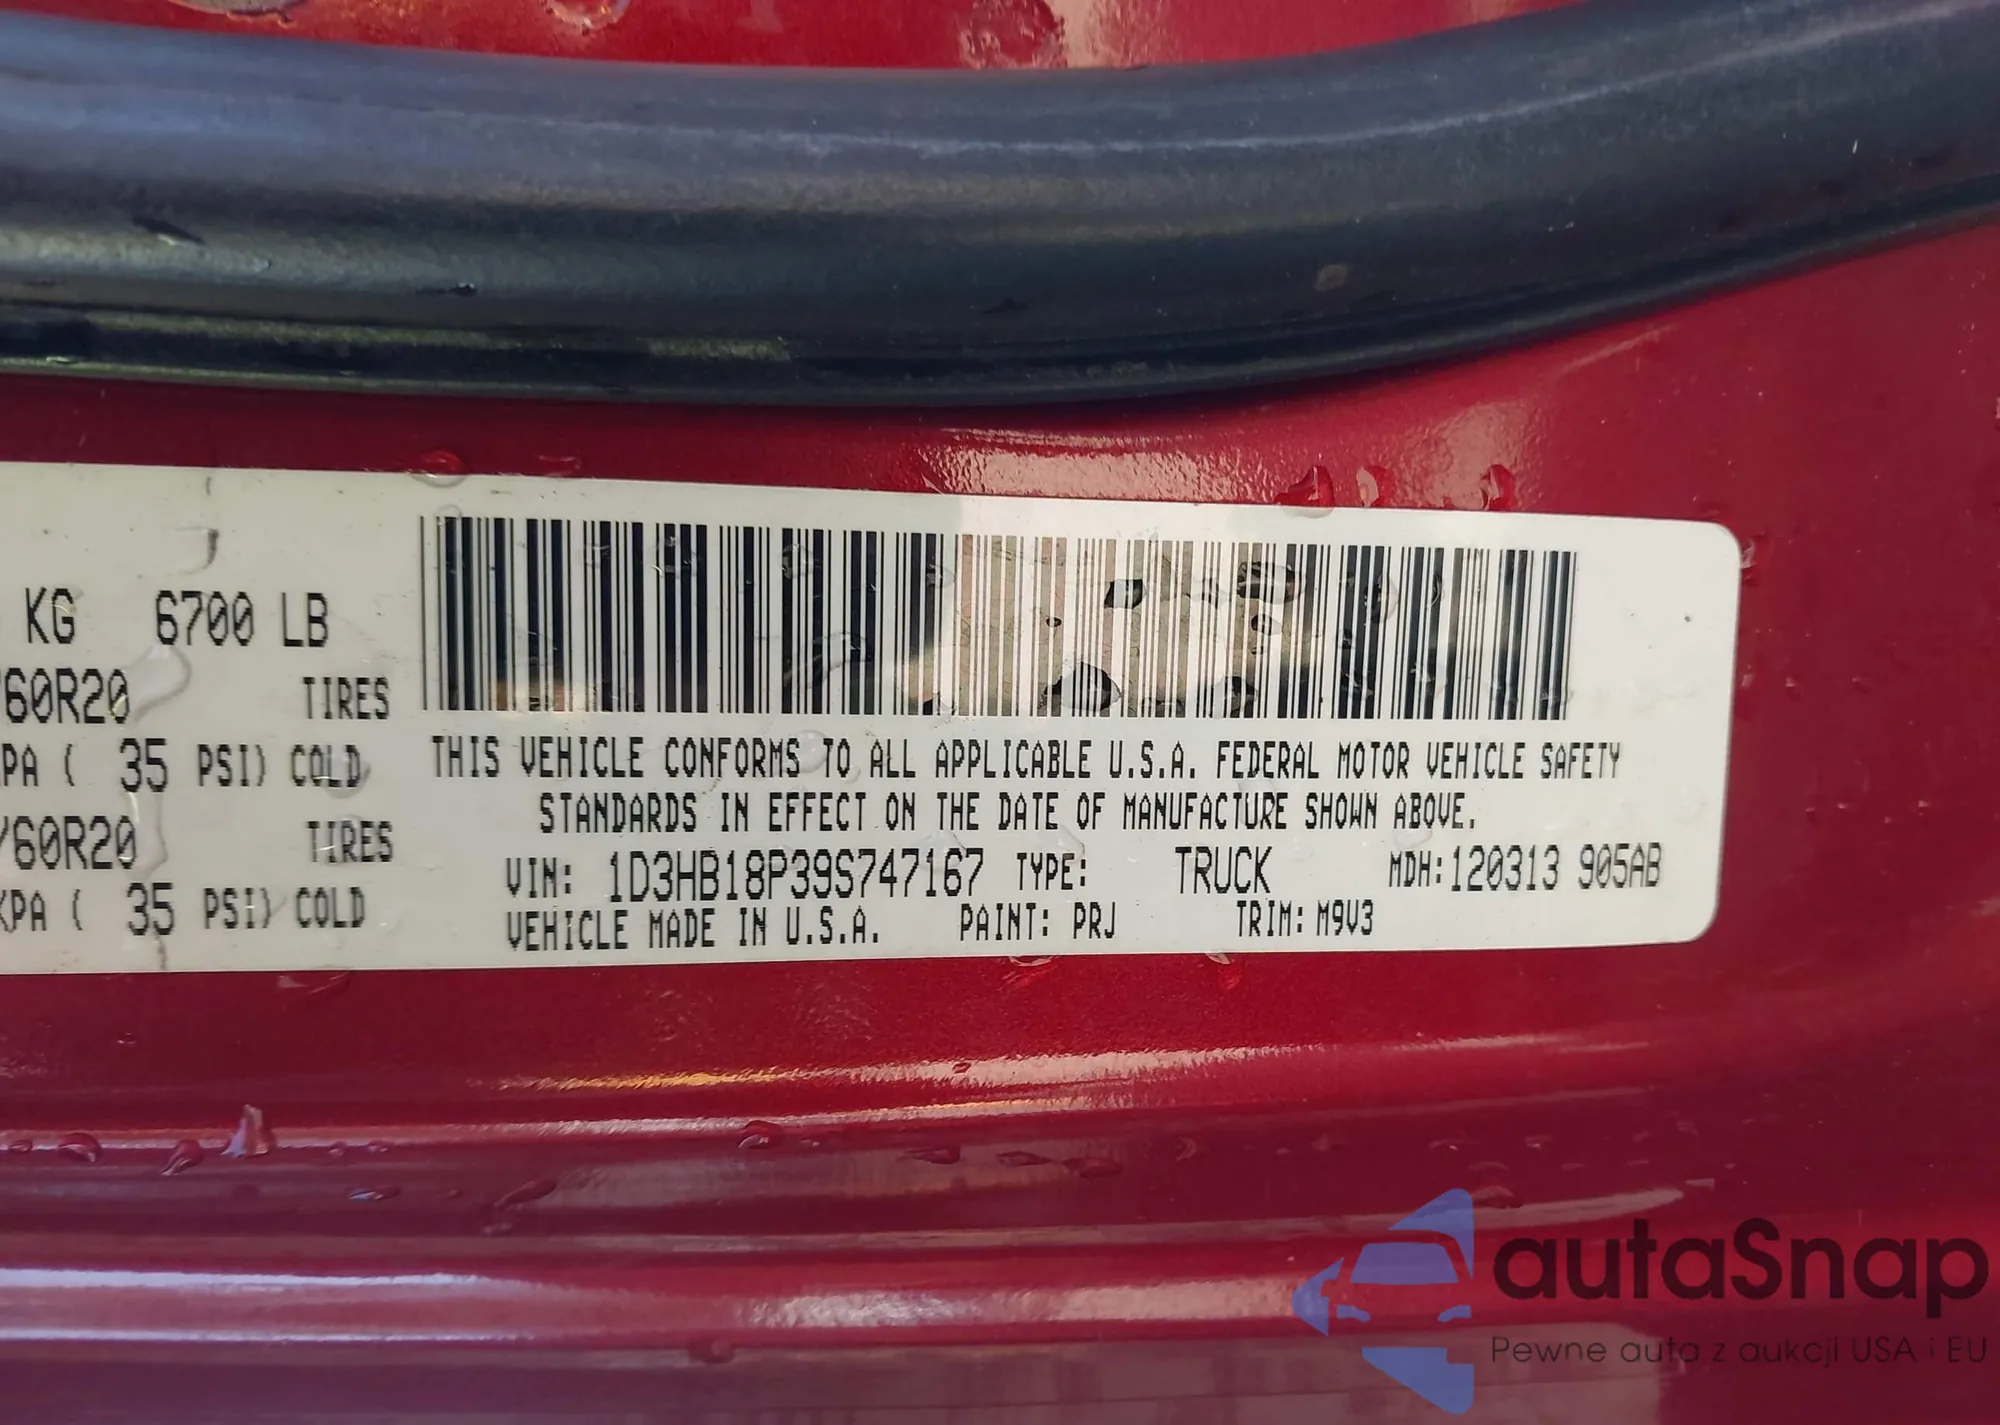 KG 6700 LB
/60R20 TIRES
KPA ( 35 PSI) COLD
/60R20 TIRES
KPA ( 35 PSI) COLD
THIS VEHICLE CONFORMS TO ALL APPLICABLE U.S.A. FEDERAL MOTOR VEHICLE SAFETY
STANDARDS IN EFFECT ON THE DATE OF MANUFACTURE SHOWN ABOVE.
VIN: 1D3HB18P39S747167 TYPE: TRUCK MDH:120313 905AB
VEHICLE MADE IN U.S.A. PAINT: PRJ TRIM: M9V3
autaSnap
Pewne auta z aukcji USA i EU